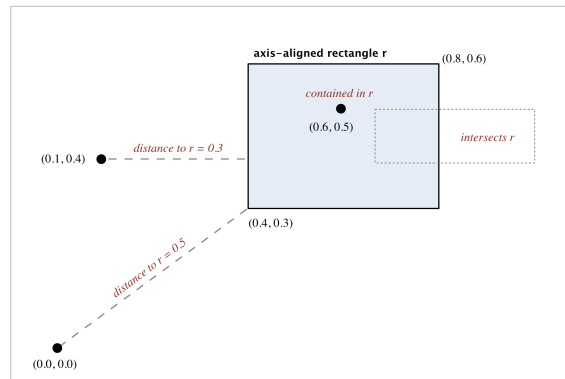 axis-aligned rectangle r
(0.8, 0.6)
contained in r
(0.6, 0.5)
intersects r
distance to r = 0.3
(0.1, 0.4)
(0.4, 0.3)
distance to r = 0.5
(0.0, 0.0)